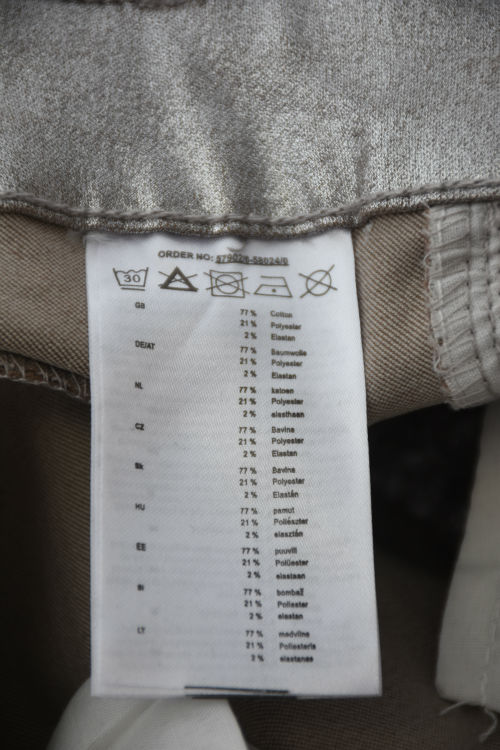 ORDER NO: 57902/0-58024/0
30
GB 77 % Cotton
21 % Polyester
2 % Elastan
DE/AT 77 % Baumwolle
21 % Polyester
2 % Elastan
NL 77 % katoen
21 % Polyester
2 % elasthaan
CZ 77 % Bavlna
21 % Polyester
2 % Elastan
SK 77 % Bavlna
21 % Polyester
2 % Elastán
HU 77 % pamut
21 % Poliészter
2 % elasztán
EE 77 % puuvill
21 % Polüester
2 % elastaan
SI 77 % bombaž
21 % Poliester
2 % elastan
LT 77 % medvilnė
21 % Poliesteris
2 % elastanas